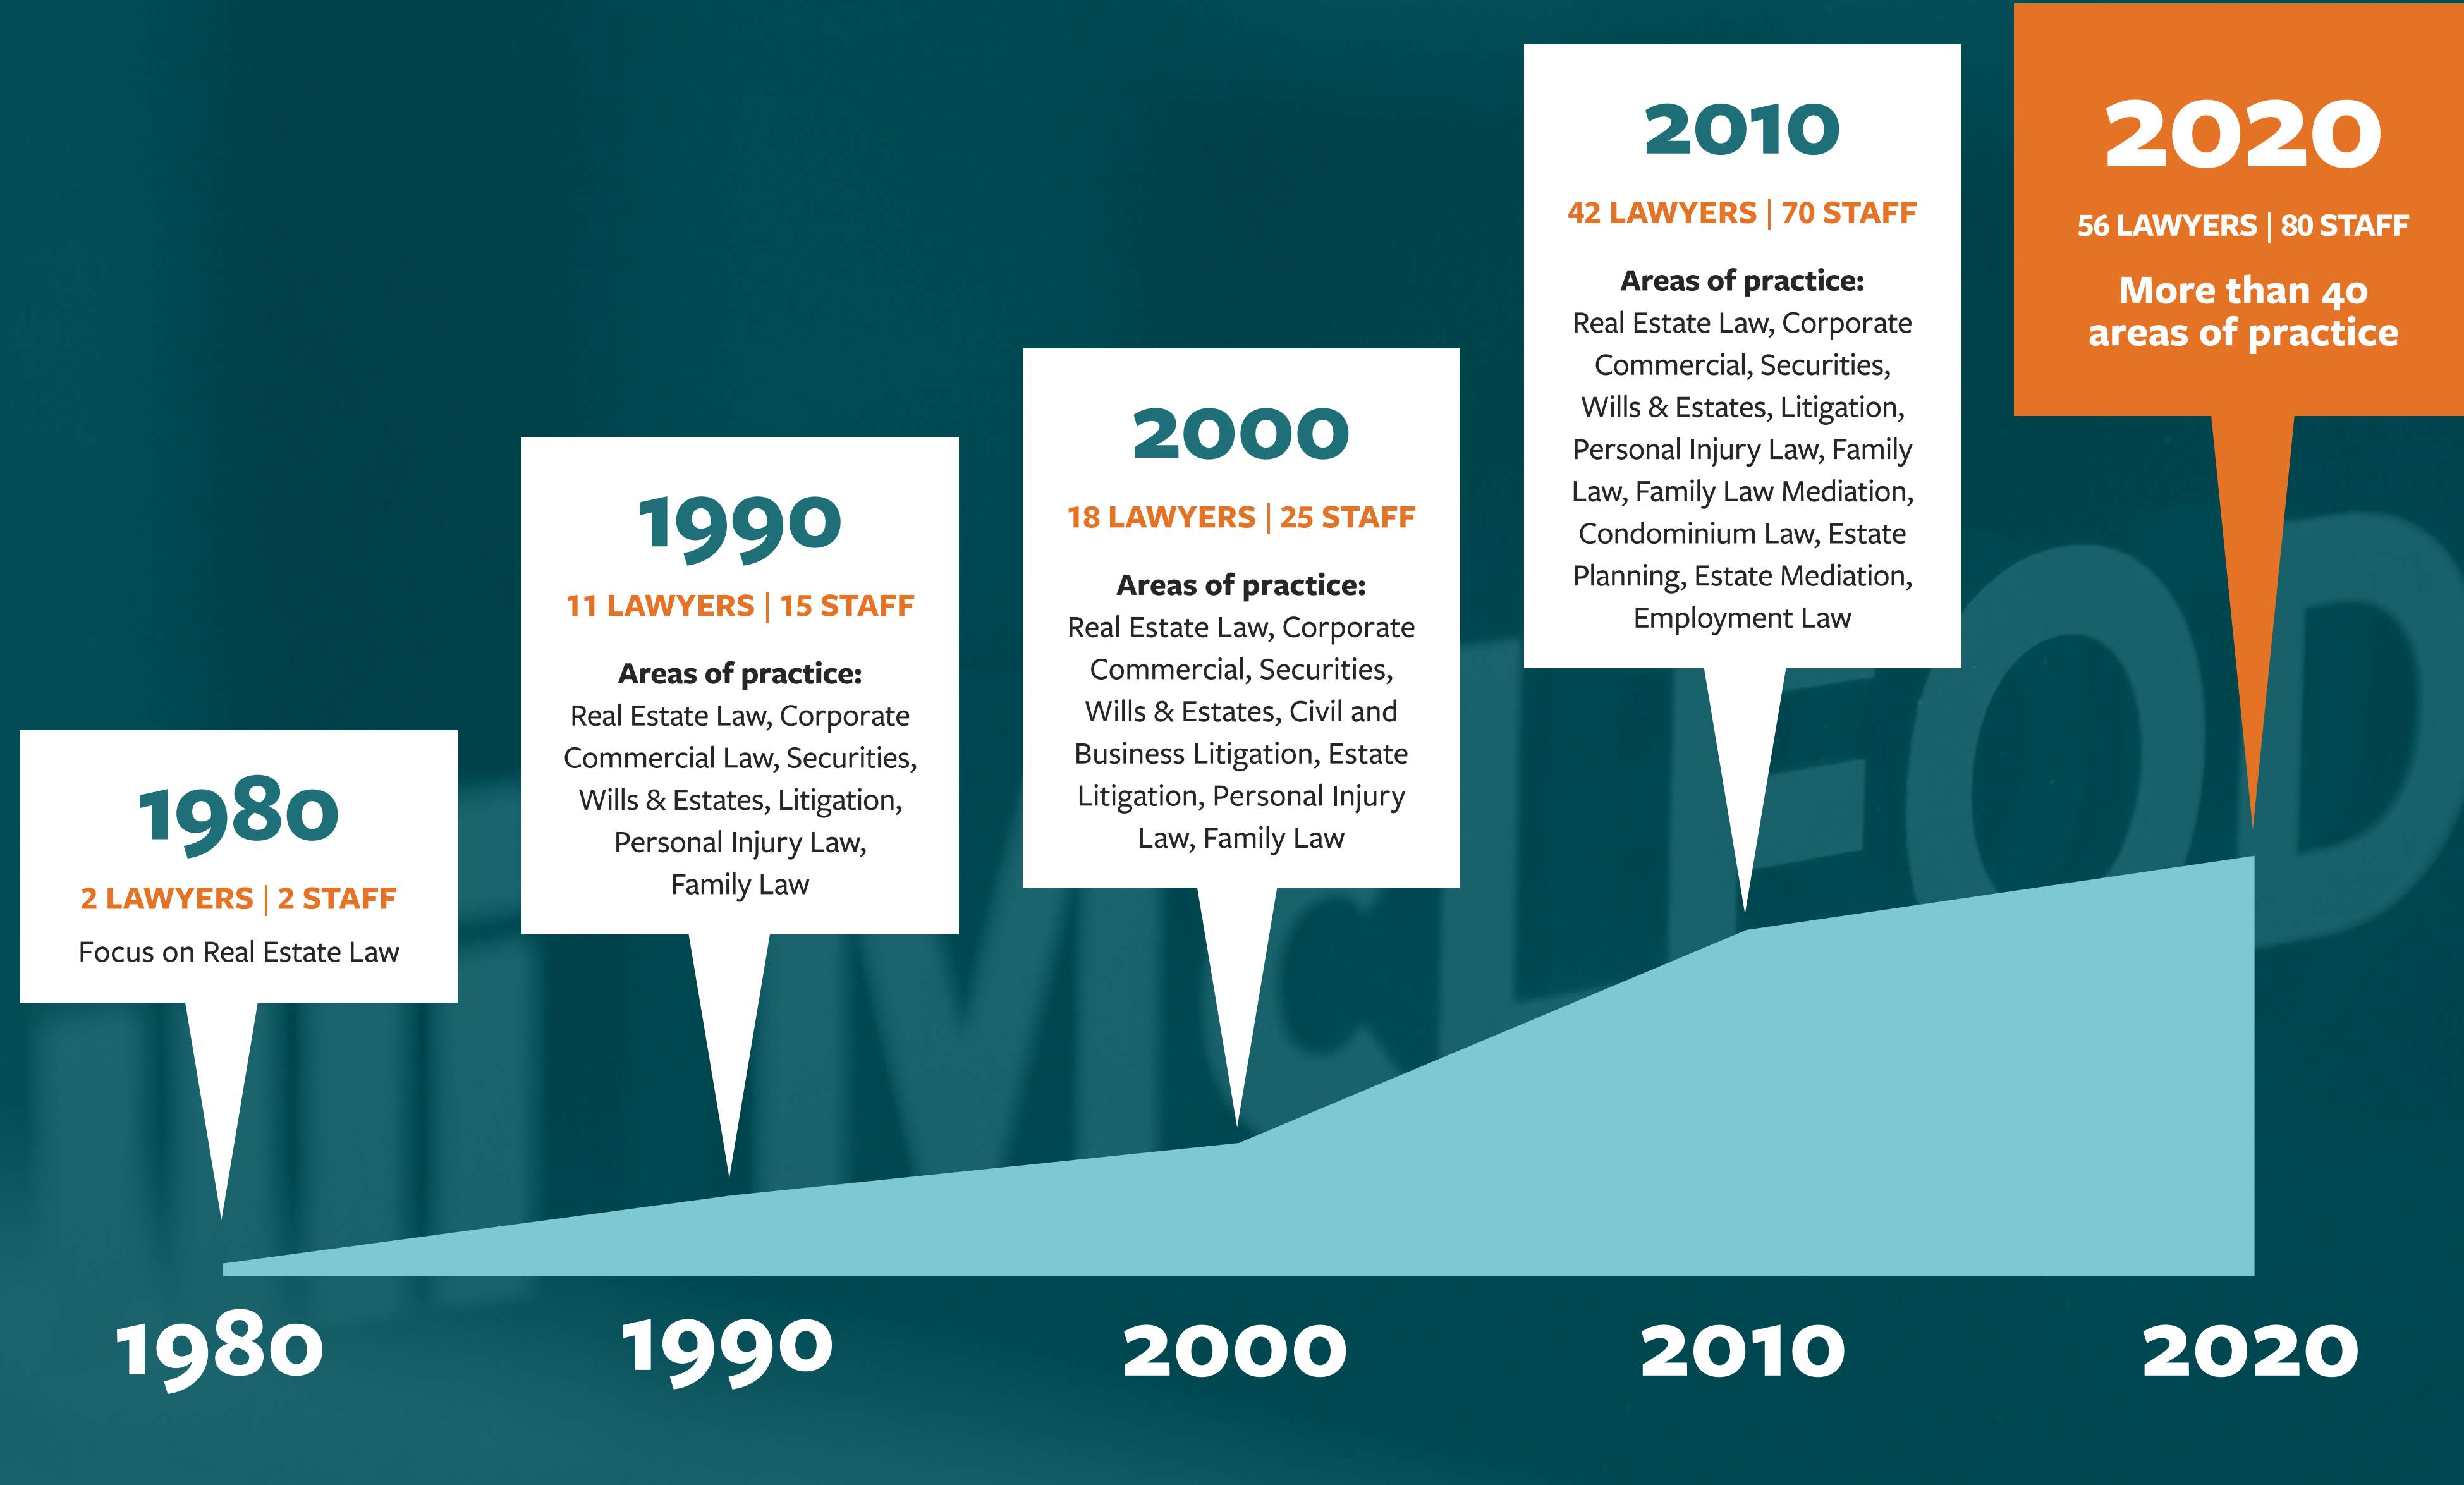 1980
2 LAWYERS | 2 STAFF
Focus on Real Estate Law
1990
11 LAWYERS | 15 STAFF
Areas of practice:
Real Estate Law, Corporate
Commercial Law, Securities,
Wills & Estates, Litigation,
Personal Injury Law,
Family Law
2000
18 LAWYERS | 25 STAFF
Areas of practice:
Real Estate Law, Corporate
Commercial, Securities,
Wills & Estates, Civil and
Business Litigation, Estate
Litigation, Personal Injury
Law, Family Law
2010
42 LAWYERS | 70 STAFF
Areas of practice:
Real Estate Law, Corporate
Commercial, Securities,
Wills & Estates, Litigation,
Personal Injury Law, Family
Law, Family Law Mediation,
Condominium Law, Estate
Planning, Estate Mediation,
Employment Law
2020
56 LAWYERS | 80 STAFF
More than 40
areas of practice
1980 1990 2000 2010 2020